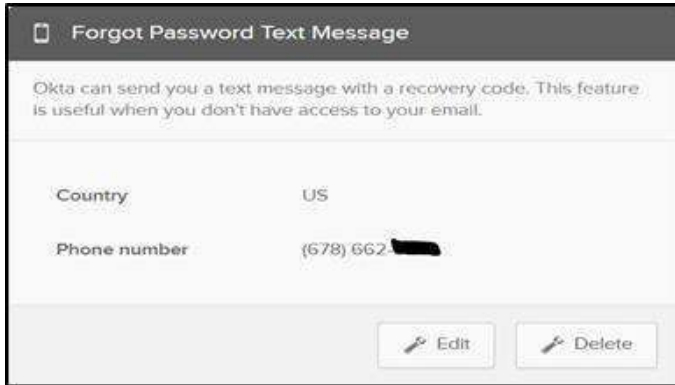 Forgot Password Text Message
Okta can send you a text message with a recovery code. This feature
is useful when you don't have access to your email.
Country US
Phone number (678) 662-
Edit Delete